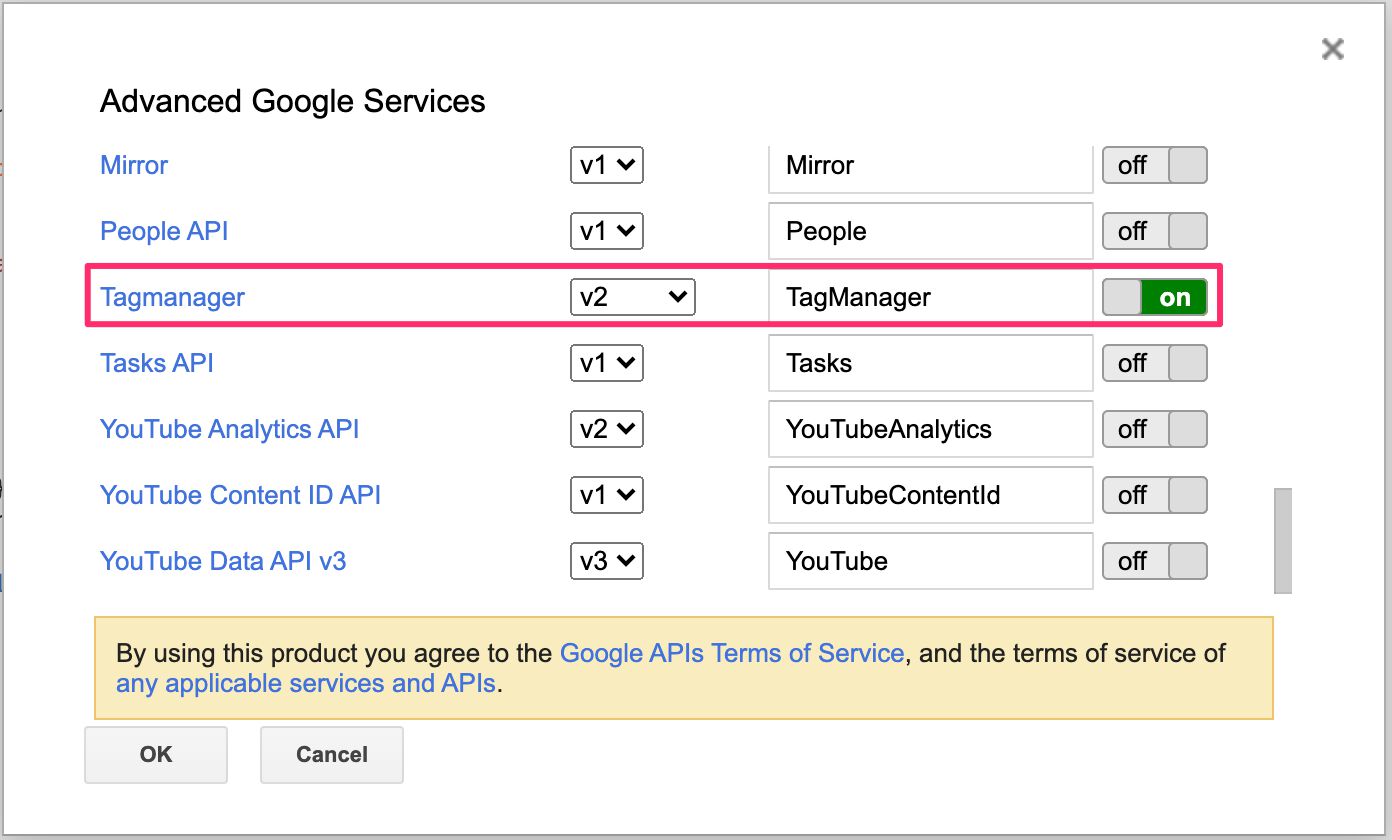 Advanced Google Services
Mirror v1 Mirror off
People API v1 People off
Tagmanager v2 TagManager on
Tasks API v1 Tasks off
YouTube Analytics API v2 YouTubeAnalytics off
YouTube Content ID API v1 YouTubeContentId off
YouTube Data API v3 v3 YouTube off
By using this product you agree to the Google APIs Terms of Service, and the terms of service of
any applicable services and APIs.
OK Cancel